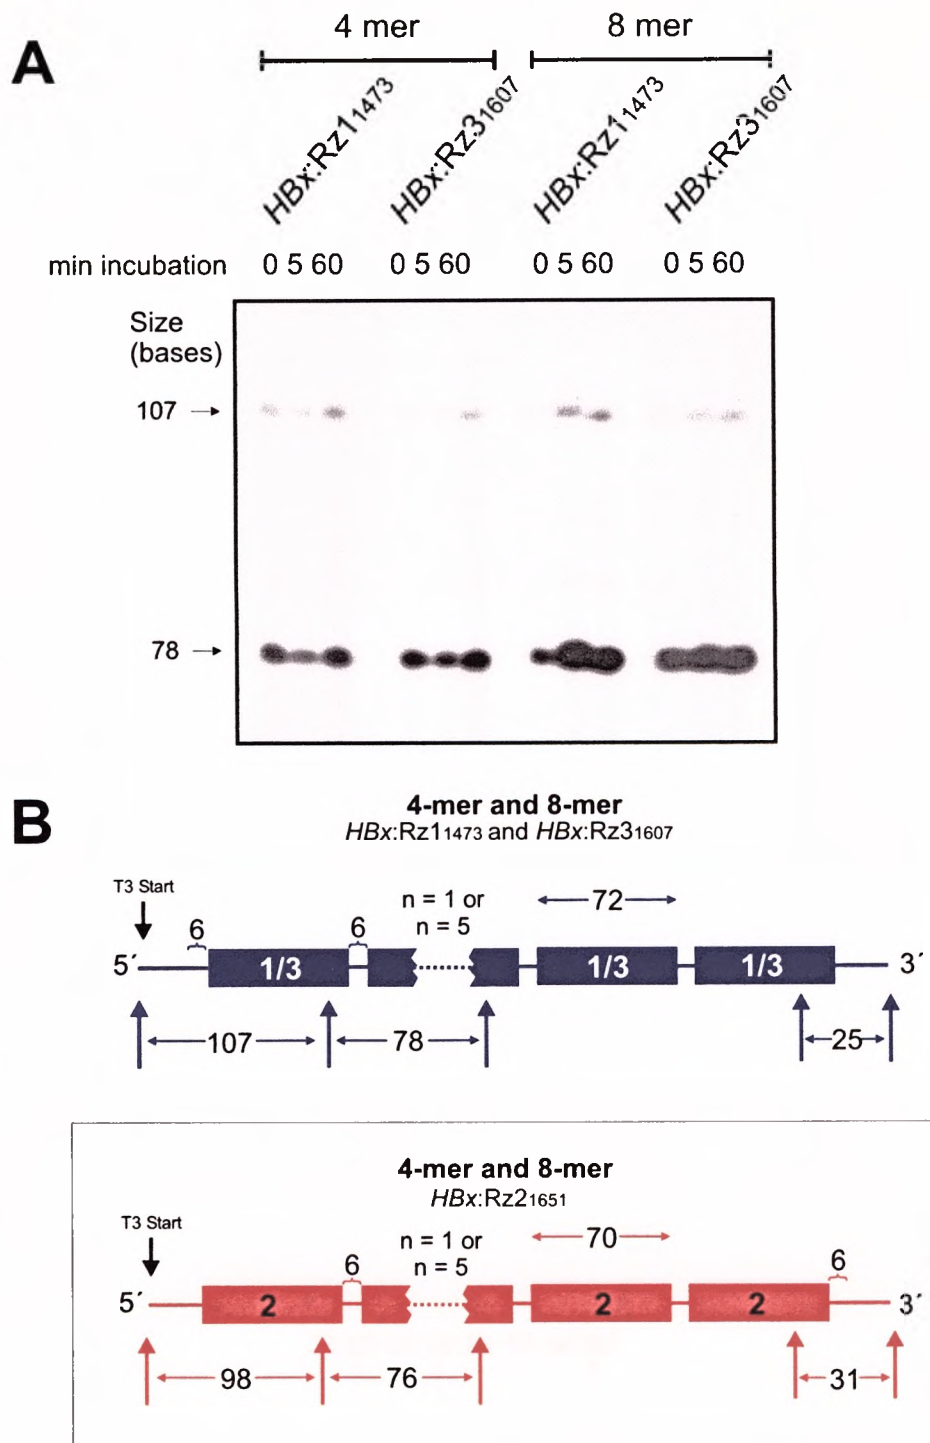 A
4 mer 8 mer
HBx:Rz11473 HBx:Rz31607 HBx:Rz11473 HBx:Rz31607
min incubation 0 5 60 0 5 60 0 5 60 0 5 60
Size
(bases)
107
78
B
4-mer and 8-mer
HBx:Rz11473 and HBx:Rz31607
T3 Start
n = 1 or
n = 5
72
6 6
5´ 1/3 1/3 1/3 3´
107 78 25
4-mer and 8-mer
HBx:Rz21651
T3 Start
n = 1 or
n = 5
70
6 6
5´ 2 2 2 3´
98 76 31